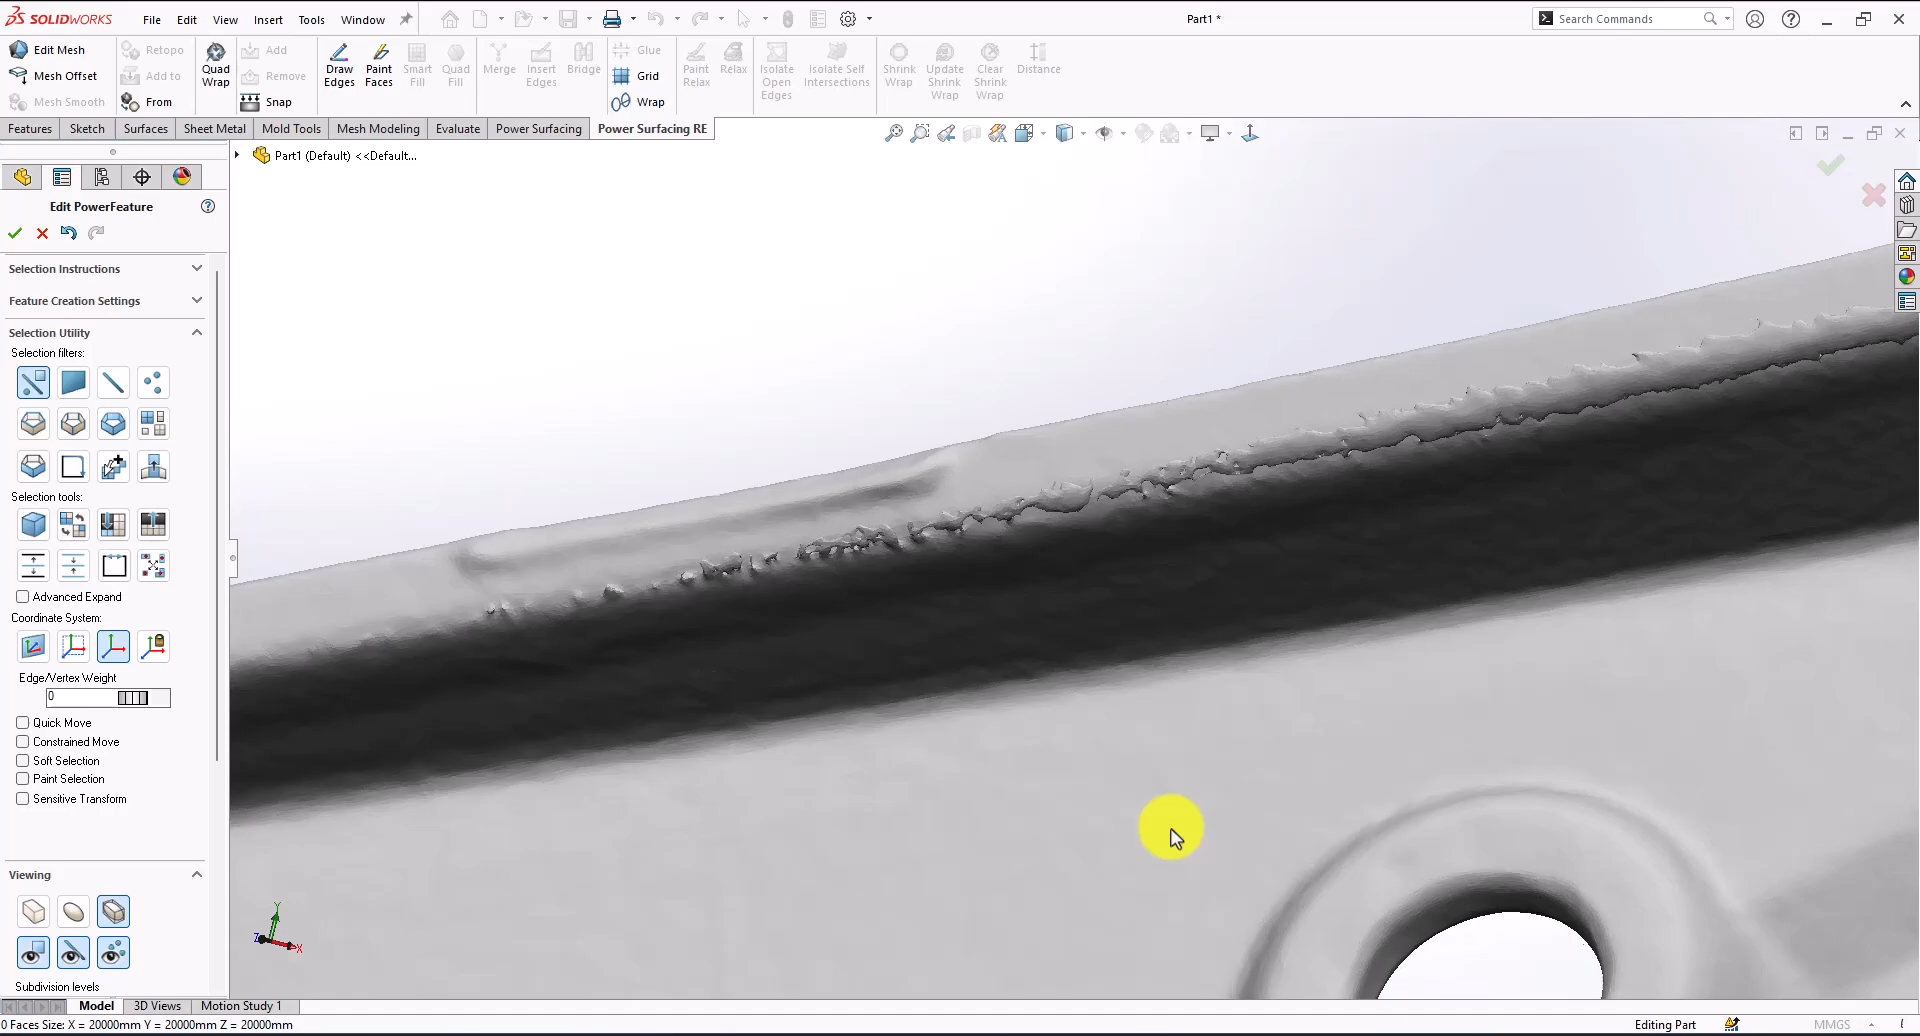 SOLIDWORKS File Edit View Insert Tools Window Part1 * Search Commands
Edit Mesh
Mesh Offset
Mesh Smooth
Retopo
Add to
From
Quad Wrap
Add
Remove
Snap
Draw Edges
Paint Faces
Smart Fill
Quad Fill
Merge
Insert Edges
Bridge
Glue
Grid
Wrap
Paint Relax
Relax
Isolate Open Edges
Isolate Self Intersections
Shrink Wrap
Update Shrink Wrap
Clear Shrink Wrap
Distance
Features Sketch Surfaces Sheet Metal Mold Tools Mesh Modeling Evaluate Power Surfacing Power Surfacing RE
Part1 (Default) <<Default...
Edit PowerFeature
Selection Instructions
Feature Creation Settings
Selection Utility
Selection filters:
Selection tools:
Advanced Expand
Coordinate System:
Edge/Vertex Weight
0
Quick Move
Constrained Move
Soft Selection
Paint Selection
Sensitive Transform
Viewing
Subdivision levels
Y
Z X
Model 3D Views Motion Study 1
0 Faces Size: X = 20000mm Y = 20000mm Z = 20000mm Editing Part MMGS